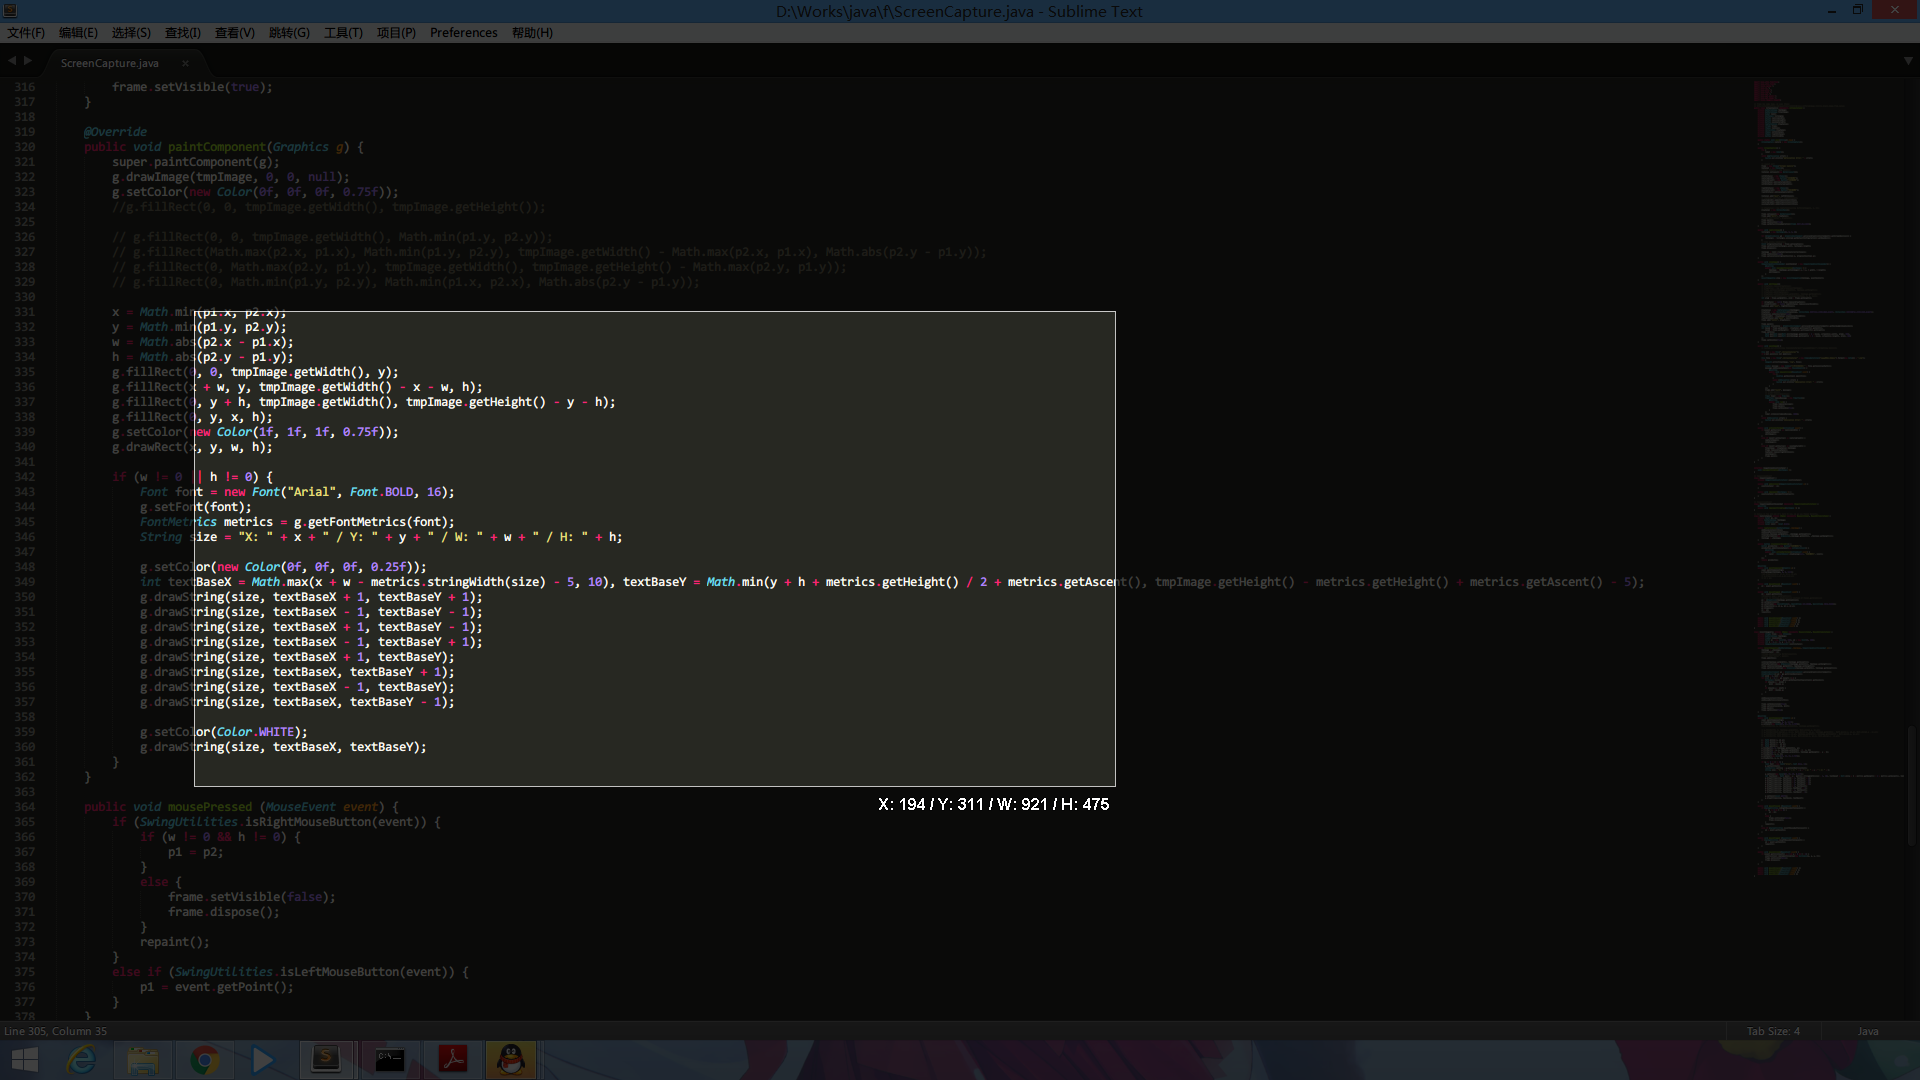 D:\Works\java\f\ScreenCapture.java - Sublime Text
文件(F) 编辑(E) 选择(S) 查找(I) 查看(V) 跳转(G) 工具(T) 项目(P) Preferences 帮助(H)
ScreenCapture.java
316 frame.setVisible(true);
317 }
318
319 @Override
320 public void paintComponent(Graphics g) {
321 super.paintComponent(g);
322 g.drawImage(tmpImage, 0, 0, null);
323 g.setColor(new Color(0f, 0f, 0f, 0.75f));
324 //g.fillRect(0, 0, tmpImage.getWidth(), tmpImage.getHeight());
325
326 // g.fillRect(0, 0, tmpImage.getWidth(), Math.min(p1.y, p2.y));
327 // g.fillRect(Math.max(p2.x, p1.x), Math.min(p1.y, p2.y), tmpImage.getWidth() - Math.max(p2.x, p1.x), Math.abs(p2.y - p1.y));
328 // g.fillRect(0, Math.max(p2.y, p1.y), tmpImage.getWidth(), tmpImage.getHeight() - Math.max(p2.y, p1.y));
329 // g.fillRect(0, Math.min(p1.y, p2.y), Math.min(p1.x, p2.x), Math.abs(p2.y - p1.y));
330
331 x = Math.min(p1.x, p2.x);
332 y = Math.min(p1.y, p2.y);
333 w = Math.abs(p2.x - p1.x);
334 h = Math.abs(p2.y - p1.y);
335 g.fillRect(0, 0, tmpImage.getWidth(), y);
336 g.fillRect(x + w, y, tmpImage.getWidth() - x - w, h);
337 g.fillRect(0, y + h, tmpImage.getWidth(), tmpImage.getHeight() - y - h);
338 g.fillRect(0, y, x, h);
339 g.setColor(new Color(1f, 1f, 1f, 0.75f));
340 g.drawRect(x, y, w, h);
341
342 if (w != 0 || h != 0) {
343 Font font = new Font("Arial", Font.BOLD, 16);
344 g.setFont(font);
345 FontMetrics metrics = g.getFontMetrics(font);
346 String size = "X: " + x + " / Y: " + y + " / W: " + w + " / H: " + h;
347
348 g.setColor(new Color(0f, 0f, 0f, 0.25f));
349 int textBaseX = Math.max(x + w - metrics.stringWidth(size) - 5, 10), textBaseY = Math.min(y + h + metrics.getHeight() / 2 + metrics.getAscent(), tmpImage.getHeight() - metrics.getHeight() + metrics.getAscent() - 5);
350 g.drawString(size, textBaseX + 1, textBaseY + 1);
351 g.drawString(size, textBaseX - 1, textBaseY - 1);
352 g.drawString(size, textBaseX + 1, textBaseY - 1);
353 g.drawString(size, textBaseX - 1, textBaseY + 1);
354 g.drawString(size, textBaseX + 1, textBaseY);
355 g.drawString(size, textBaseX, textBaseY + 1);
356 g.drawString(size, textBaseX - 1, textBaseY);
357 g.drawString(size, textBaseX, textBaseY - 1);
358
359 g.setColor(Color.WHITE);
360 g.drawString(size, textBaseX, textBaseY);
361 }
362 }
363
X: 194 / Y: 311 / W: 921 / H: 475
364 public void mousePressed (MouseEvent event) {
365 if (SwingUtilities.isRightMouseButton(event)) {
366 if (w != 0 && h != 0) {
367 p1 = p2;
368 }
369 else {
370 frame.setVisible(false);
371 frame.dispose();
372 }
373 repaint();
374 }
375 else if (SwingUtilities.isLeftMouseButton(event)) {
376 p1 = event.getPoint();
377 }
378 }
Line 305, Column 35 Tab Size: 4 Java